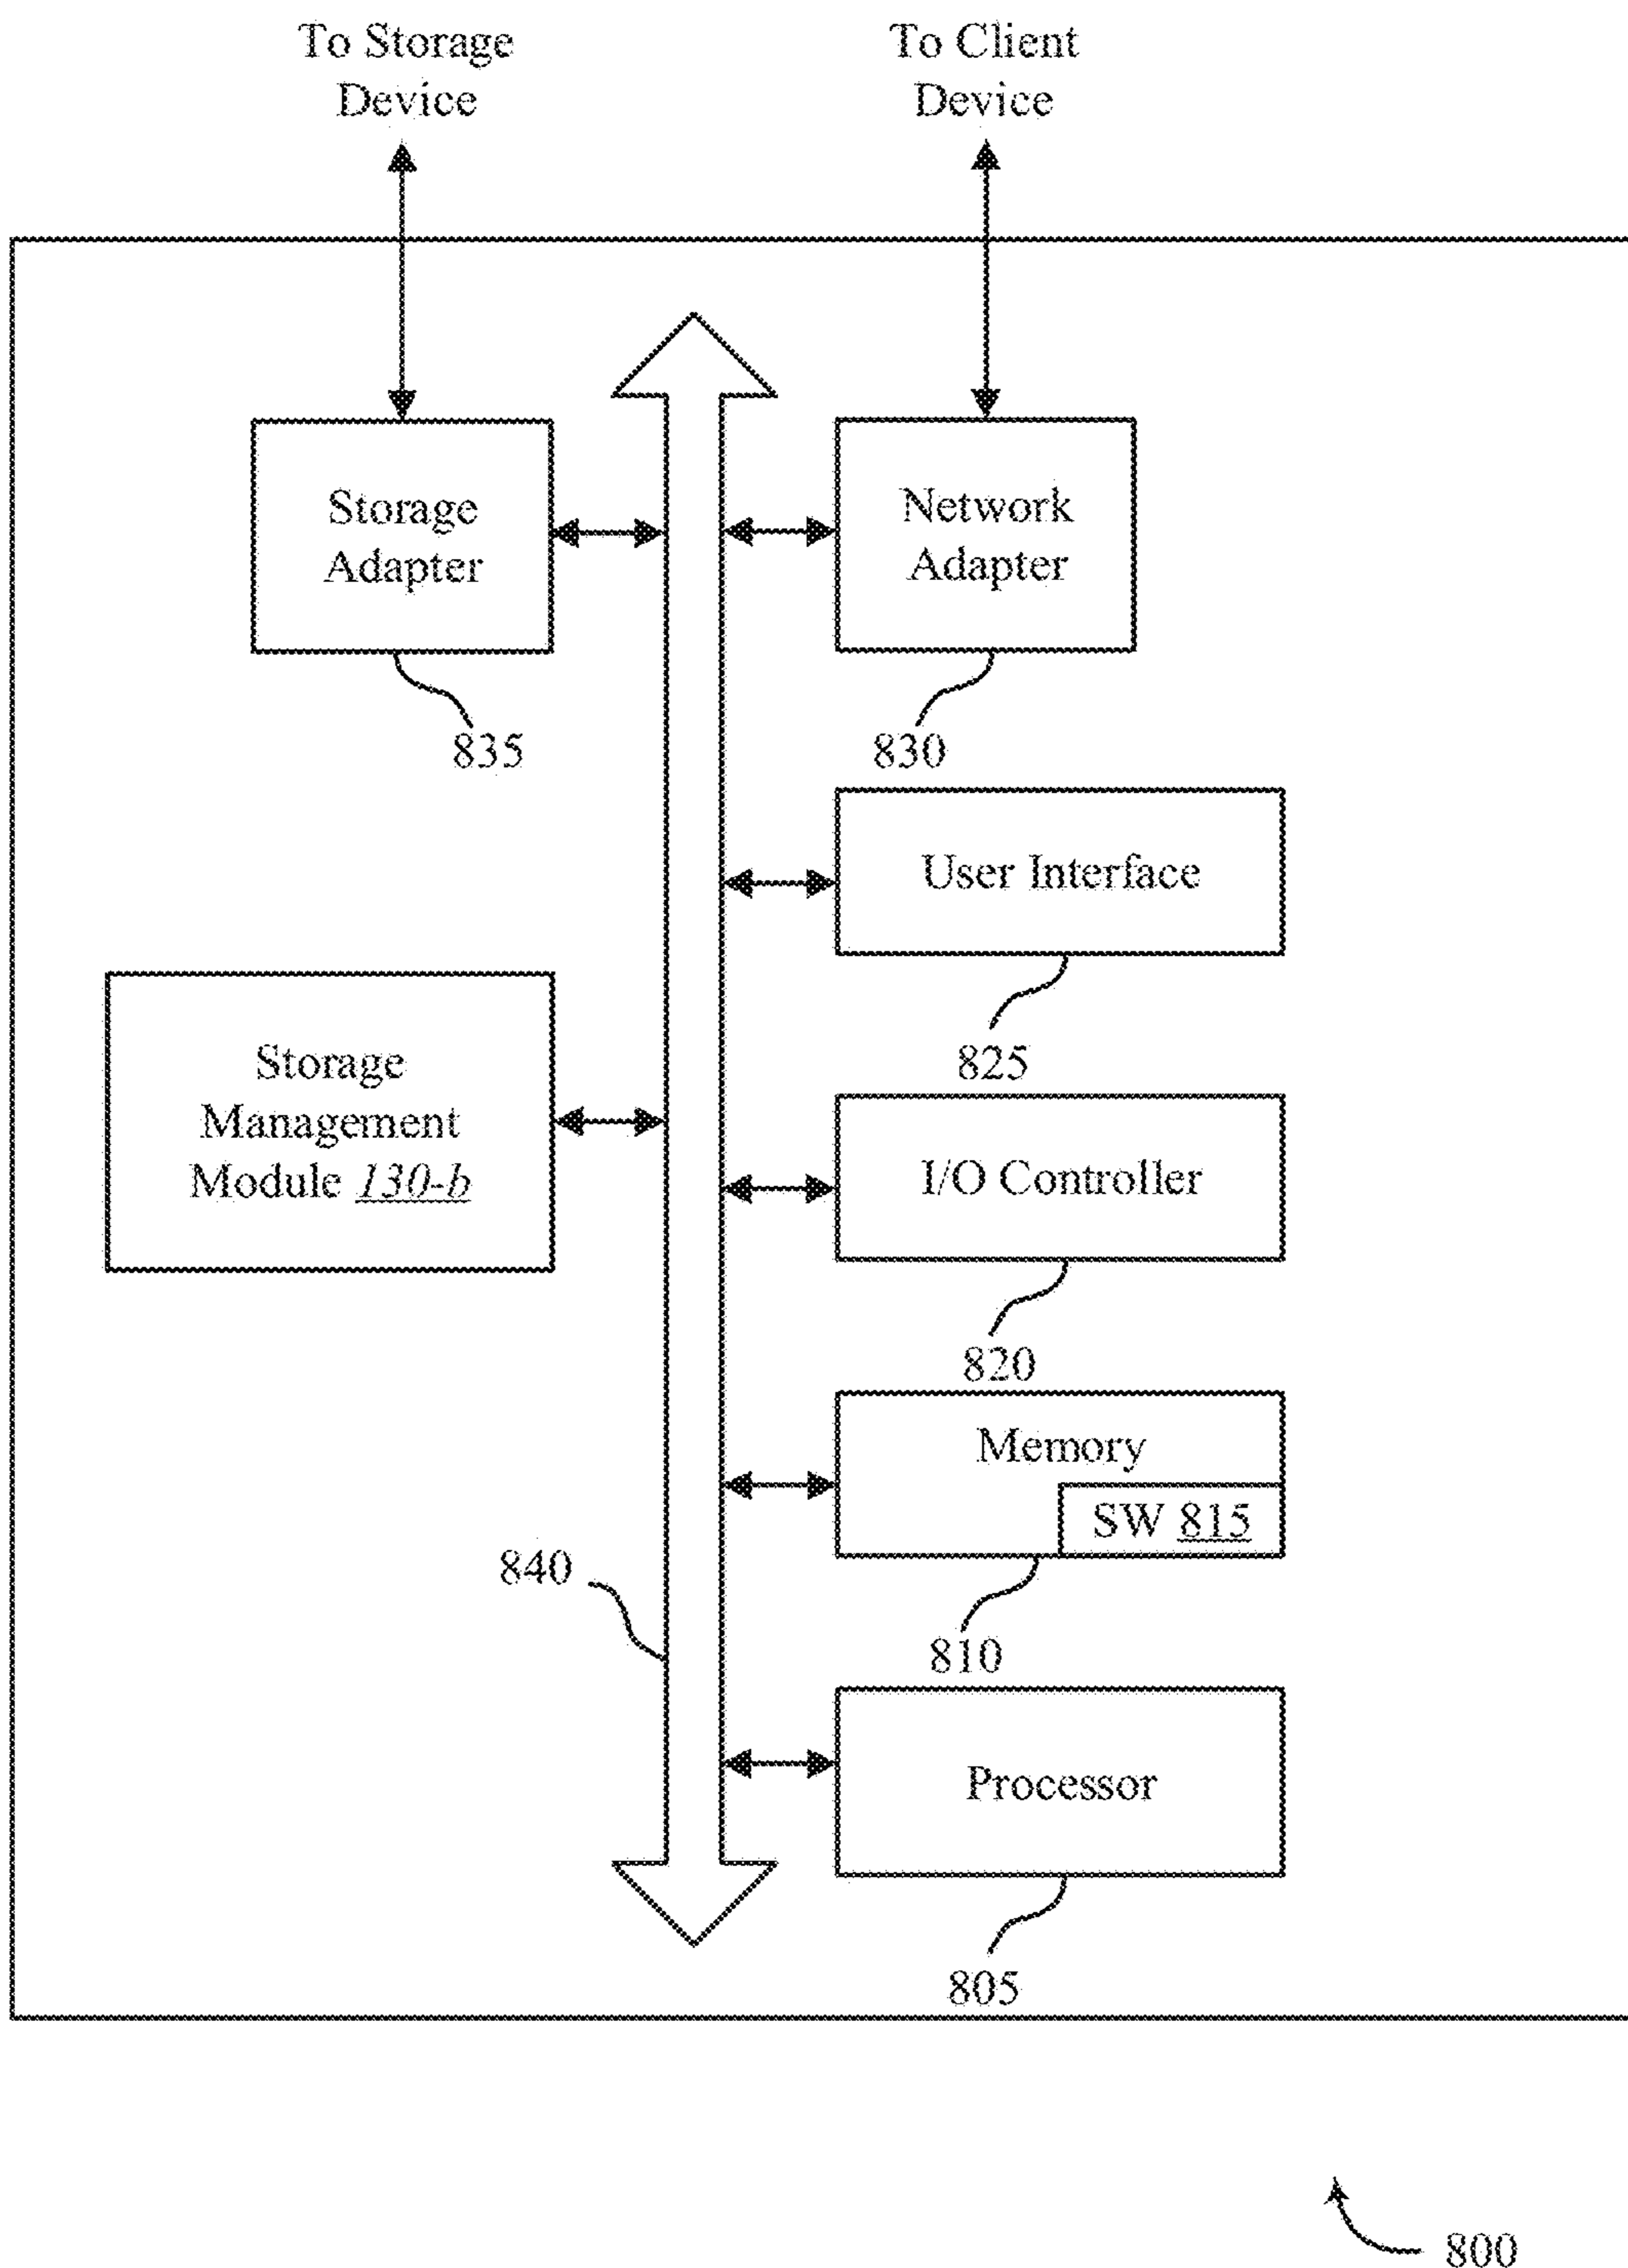 To Storage
Device
To Client
Device
Storage
Adapter
835
Network
Adapter
830
User Interface
825
Storage
Management
Module 130-b
I/O Controller
820
Memory
SW 815
810
840
Processor
805
800